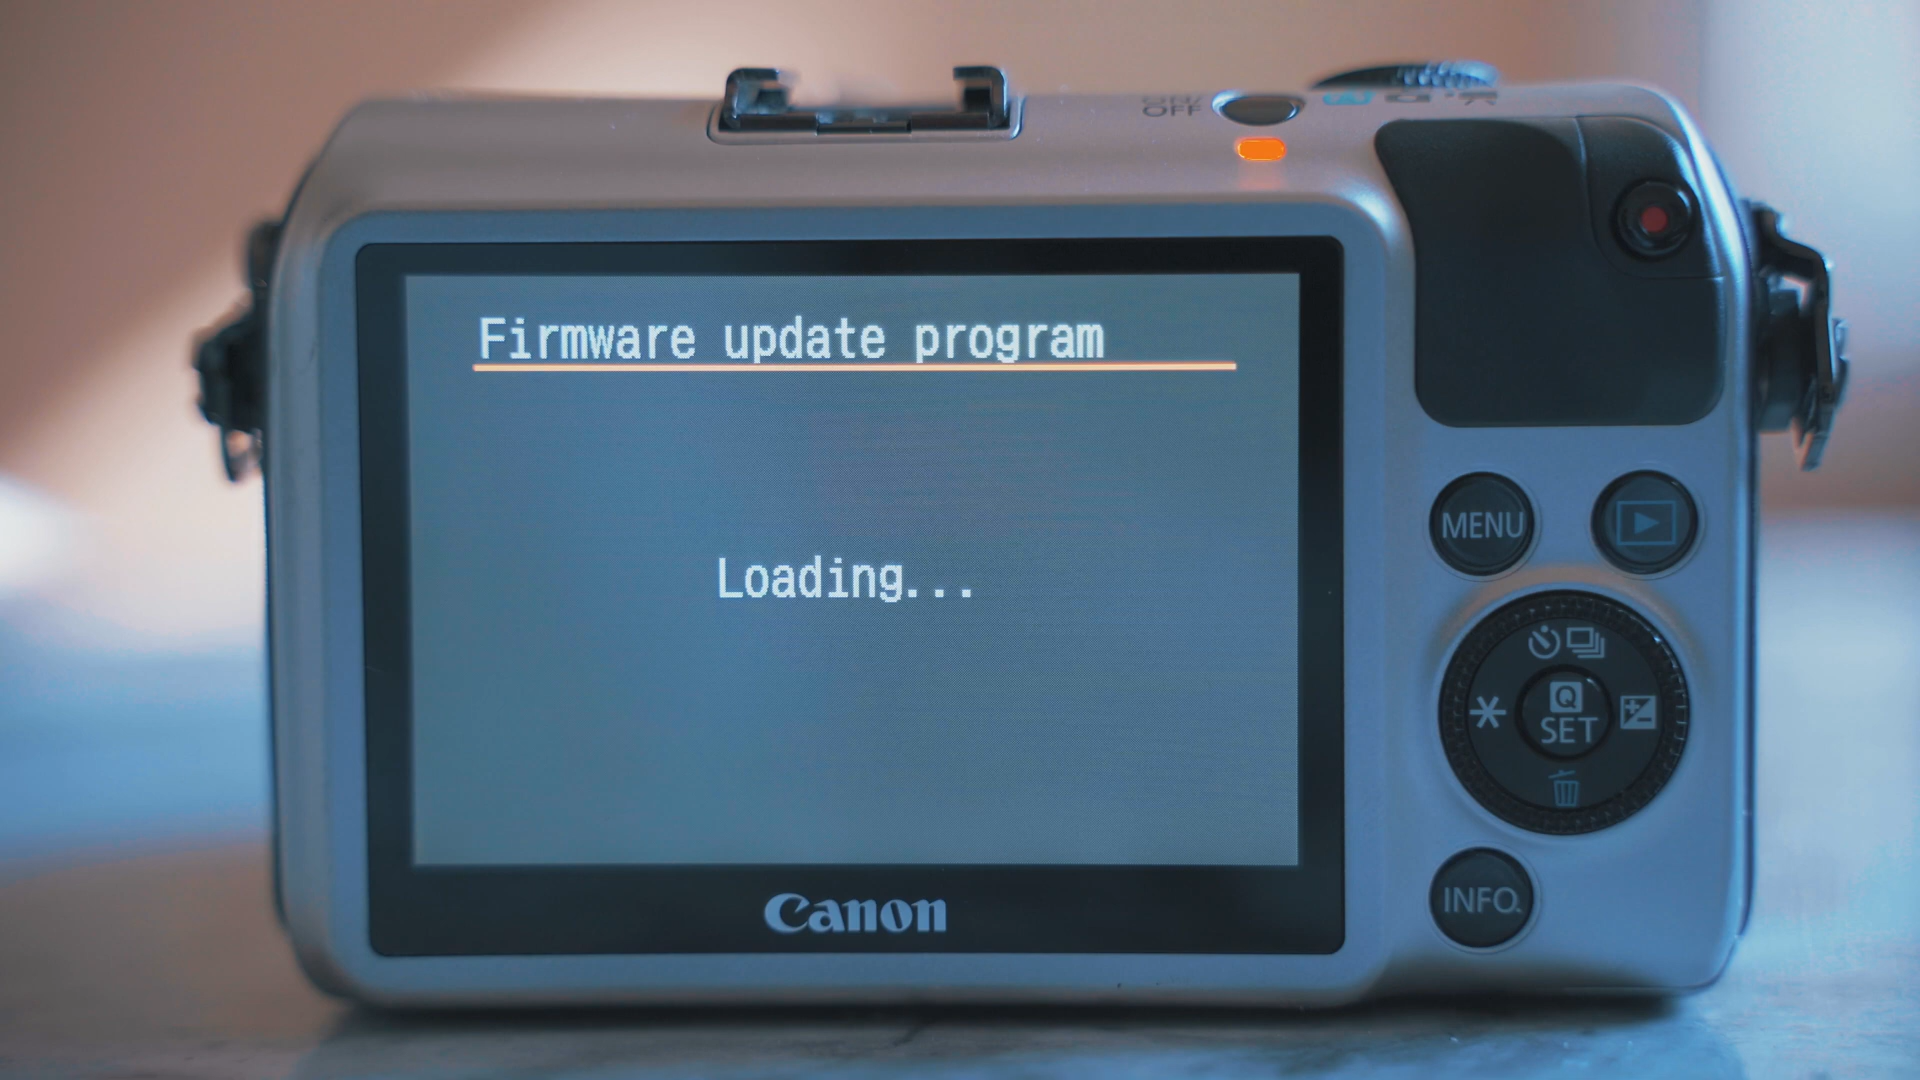 OFF
Firmware update program
Loading...
MENU
Q
SET
INFO.
Canon